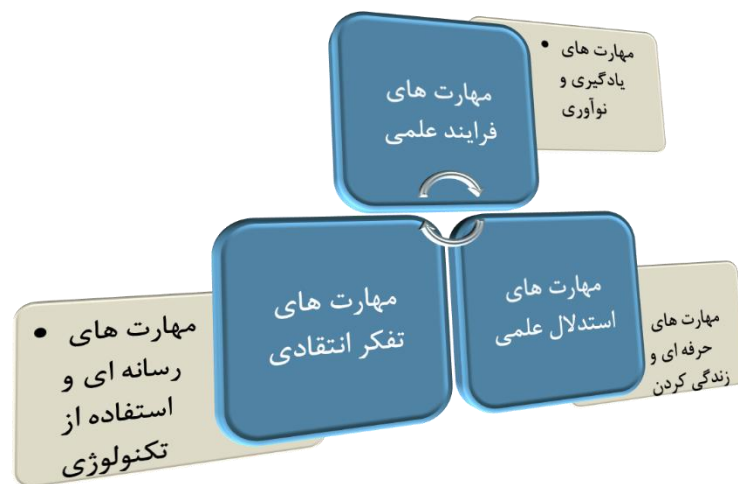 • مهارت های
یادگیری و
نوآوری
مهارت های
فرایند علمی
مهارت های
استدلال علمی
مهارت های
حرفه ای و
زندگی کردن
مهارت های
تفکر انتقادی
• مهارت های
رسانه ای و
استفاده از
تکنولوژی